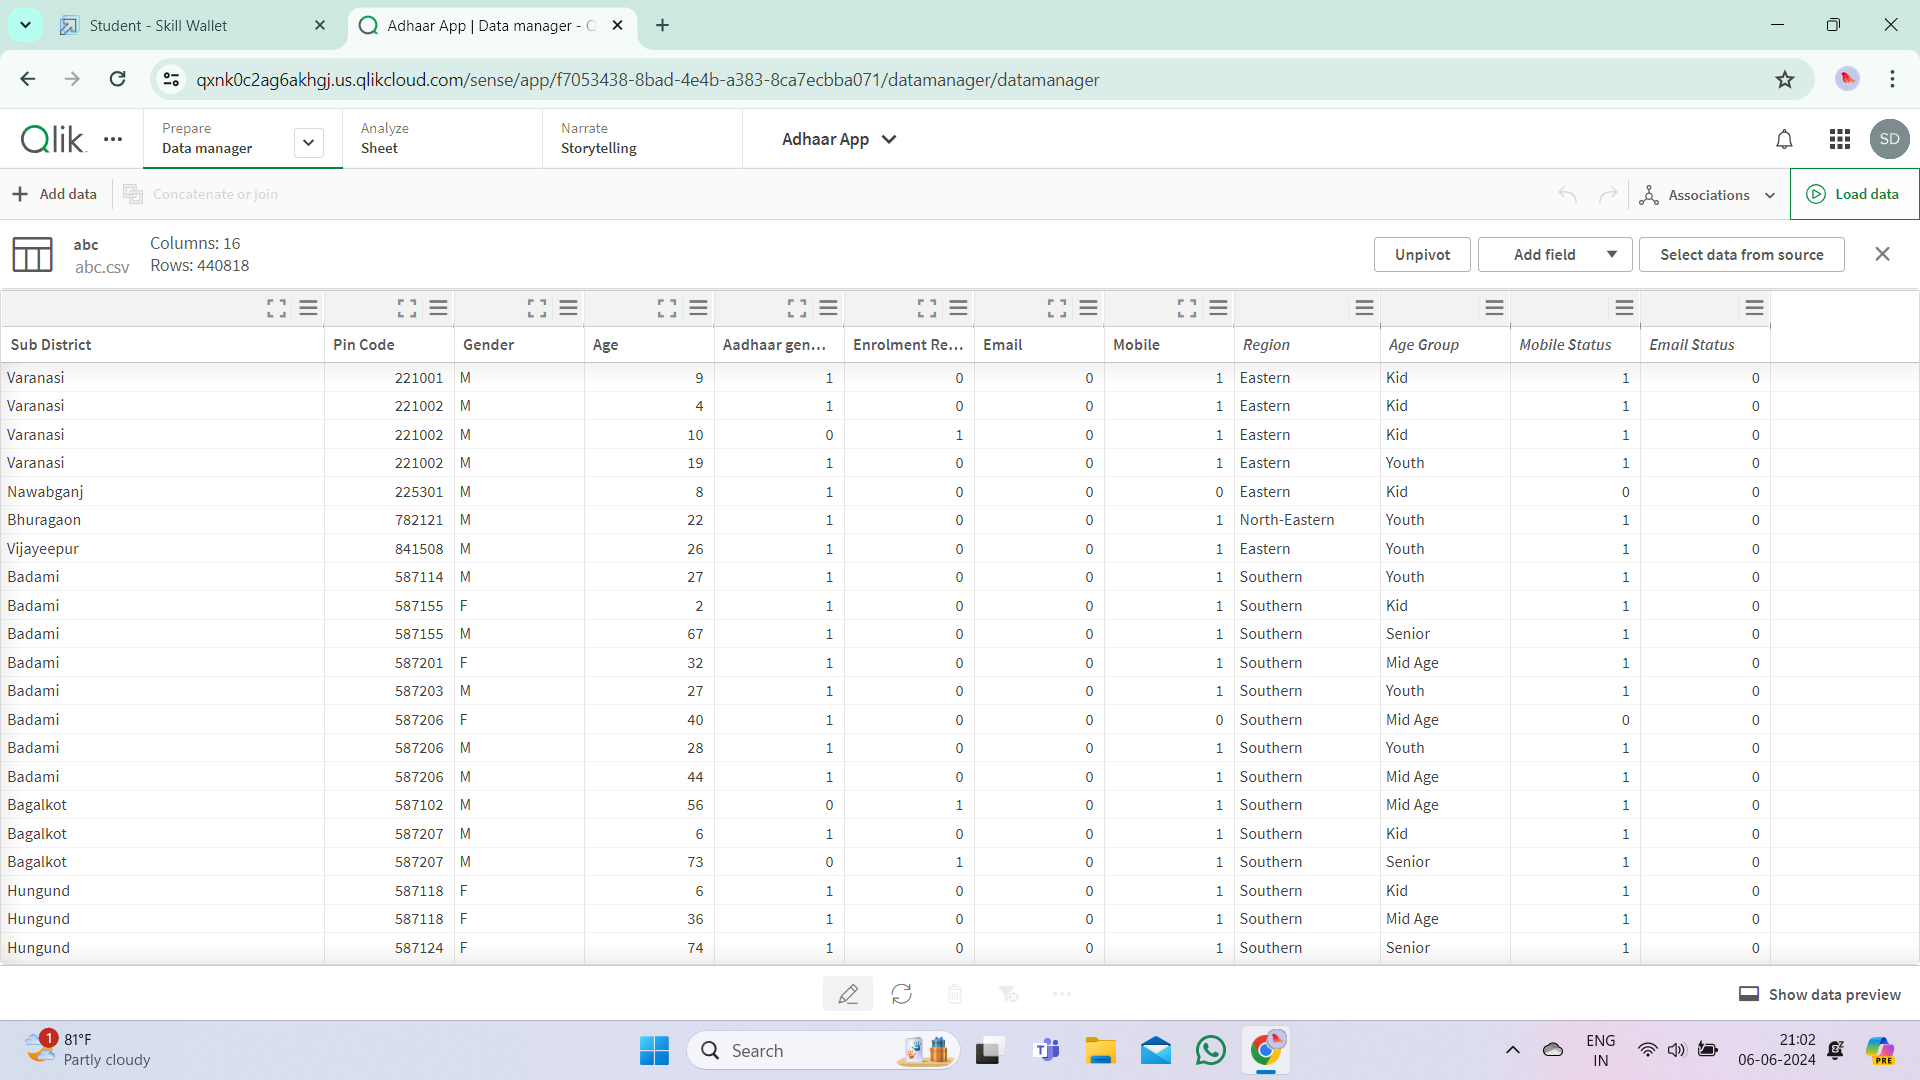 Student - Skill Wallet
Adhaar App | Data manager - Q
qxnk0c2ag6akhgj.us.qlikcloud.com/sense/app/f7053438-8bad-4e4b-a383-8ca7ecbba071/datamanager/datamanager
Qlik
Prepare
Data manager
Analyze
Sheet
Narrate
Storytelling
Adhaar App
SD
Add data
Concatenate or join
Associations
Load data
abc
abc.csv
Columns: 16
Rows: 440818
Unpivot
Add field
Select data from source
Sub District Pin Code Gender Age Aadhaar gen... Enrolment Re... Email Mobile Region Age Group Mobile Status Email Status
Varanasi 221001 M 9 1 0 0 1 Eastern Kid 1 0
Varanasi 221002 M 4 1 0 0 1 Eastern Kid 1 0
Varanasi 221002 M 10 0 1 0 1 Eastern Kid 1 0
Varanasi 221002 M 19 1 0 0 1 Eastern Youth 1 0
Nawabganj 225301 M 8 1 0 0 0 Eastern Kid 0 0
Bhuragaon 782121 M 22 1 0 0 1 North-Eastern Youth 1 0
Vijayeepur 841508 M 26 1 0 0 1 Eastern Youth 1 0
Badami 587114 M 27 1 0 0 1 Southern Youth 1 0
Badami 587155 F 2 1 0 0 1 Southern Kid 1 0
Badami 587155 M 67 1 0 0 1 Southern Senior 1 0
Badami 587201 F 32 1 0 0 1 Southern Mid Age 1 0
Badami 587203 M 27 1 0 0 1 Southern Youth 1 0
Badami 587206 F 40 1 0 0 0 Southern Mid Age 0 0
Badami 587206 M 28 1 0 0 1 Southern Youth 1 0
Badami 587206 M 44 1 0 0 1 Southern Mid Age 1 0
Bagalkot 587102 M 56 0 1 0 1 Southern Mid Age 1 0
Bagalkot 587207 M 6 1 0 0 1 Southern Kid 1 0
Bagalkot 587207 M 73 0 1 0 1 Southern Senior 1 0
Hungund 587118 F 6 1 0 0 1 Southern Kid 1 0
Hungund 587118 F 36 1 0 0 1 Southern Mid Age 1 0
Hungund 587124 F 74 1 0 0 1 Southern Senior 1 0
Show data preview
1
81°F
Partly cloudy
Search
ENG
IN
21:02
06-06-2024
PRE